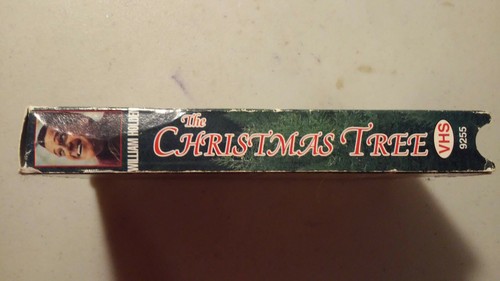 WILLIAM HOLDEN
The
CHRISTMAS TREE
VHS
9255